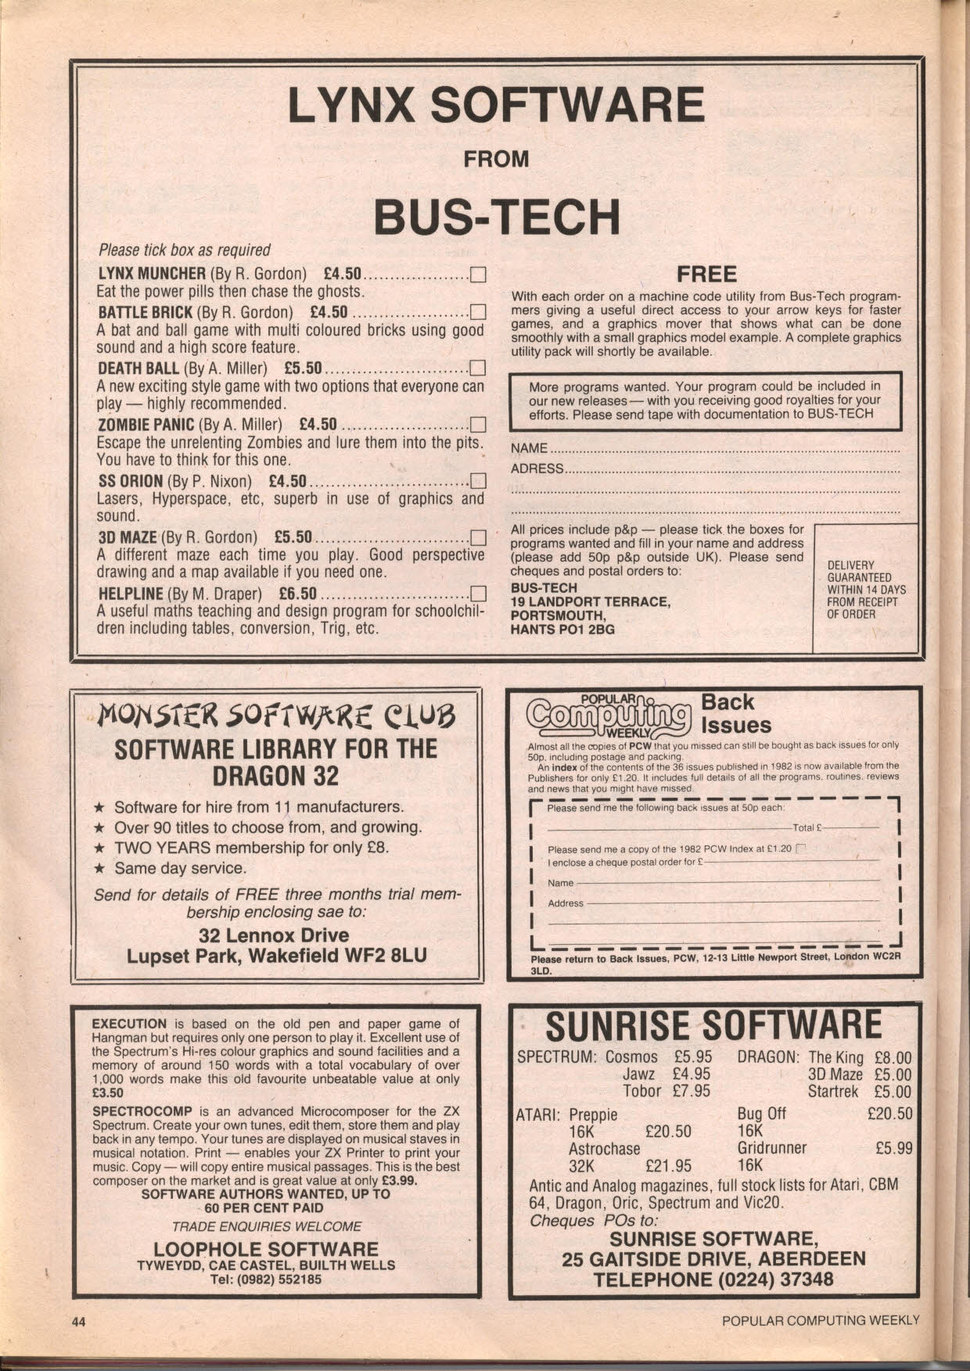 LYNX SOFTWARE
FROM
BUS-TECH
Please tick box as required
LYNX MUNCHER (By R. Gordon) £4.50...................
Eat the power pills then chase the ghosts.
BATTLE BRICK (By R. Gordon) £4.50......................
A bat and ball game with multi coloured bricks using good
sound and a high score feature.
DEATH BALL (By A. Miller) £5.50..........................
A new exciting style game with two options that everyone can
play — highly recommended.
ZOMBIE PANIC (By A. Miller) £4.50.......................
Escape the unrelenting Zombies and lure them into the pits.
You have to think for this one.
SS ORION (By P. Nixon) £4.50.............................
Lasers, Hyperspace, etc, superb in use of graphics and
sound.
3D MAZE (By R. Gordon) £5.50............................
A different maze each time you play. Good perspective
drawing and a map available if you need one.
HELPLINE (By M. Draper) £6.50...........................
A useful maths teaching and design program for schoolchil-
dren including tables, conversion, Trig, etc.
FREE
With each order on a machine code utility from Bus-Tech program-
mers giving a useful direct access to your arrow keys for faster
games, and a graphics mover that shows what can be done
smoothly with a small graphics model example. A complete graphics
utility pack will shortly be available.
More programs wanted. Your program could be included in
our new releases — with you receiving good royalties for your
efforts. Please send tape with documentation to BUS-TECH
NAME....................................................................
ADRESS.................................................................
All prices include p&p — please tick the boxes for
programs wanted and fill in your name and address
(please add 50p p&p outside UK). Please send
cheques and postal orders to:
BUS-TECH
19 LANDPORT TERRACE,
PORTSMOUTH,
HANTS PO1 2BG
DELIVERY
GUARANTEED
WITHIN 14 DAYS
FROM RECEIPT
OF ORDER
MONSTER SOFTWARE CLUB
SOFTWARE LIBRARY FOR THE
DRAGON 32
★ Software for hire from 11 manufacturers.
★ Over 90 titles to choose from, and growing.
★ TWO YEARS membership for only £8.
★ Same day service.
Send for details of FREE three months trial mem-
bership enclosing sae to:
32 Lennox Drive
Lupset Park, Wakefield WF2 8LU
POPULAR
Computing
WEEKLY
Back
Issues
Almost all the copies of PCW that you missed can still be bought as back issues for only
50p, including postage and packing.
An index of the contents of the 36 issues published in 1982 is now available from the
Publishers for only £1.20. It includes full details of all the programs, routines, reviews
and news that you might have missed.
Please send me the following back issues at 50p each:
Total £
Please send me a copy of the 1982 PCW Index at £1.20
I enclose a cheque postal order for £
Name
Address
Please return to Back Issues, PCW, 12-13 Little Newport Street, London WC2R
3LD.
EXECUTION is based on the old pen and paper game of
Hangman but requires only one person to play it. Excellent use of
the Spectrum's Hi-res colour graphics and sound facilities and a
memory of around 150 words with a total vocabulary of over
1,000 words make this old favourite unbeatable value at only
£3.50
SPECTROCOMP is an advanced Microcomposer for the ZX
Spectrum. Create your own tunes, edit them, store them and play
back in any tempo. Your tunes are displayed on musical staves in
musical notation. Print — enables your ZX Printer to print your
music. Copy — will copy entire musical passages. This is the best
composer on the market and is great value at only £3.99.
SOFTWARE AUTHORS WANTED, UP TO
60 PER CENT PAID
TRADE ENQUIRIES WELCOME
LOOPHOLE SOFTWARE
TYWEYDD, CAE CASTEL, BUILTH WELLS
Tel: (0982) 552185
SUNRISE SOFTWARE
SPECTRUM: Cosmos £5.95 DRAGON: The King £8.00
Jawz £4.95 3D Maze £5.00
Tobor £7.95 Startrek £5.00
ATARI: Preppie Bug Off £20.50
16K £20.50 16K
Astrochase Gridrunner £5.99
32K £21.95 16K
Antic and Analog magazines, full stock lists for Atari, CBM
64, Dragon, Oric, Spectrum and Vic20.
Cheques POs to:
SUNRISE SOFTWARE,
25 GAITSIDE DRIVE, ABERDEEN
TELEPHONE (0224) 37348
44
POPULAR COMPUTING WEEKLY